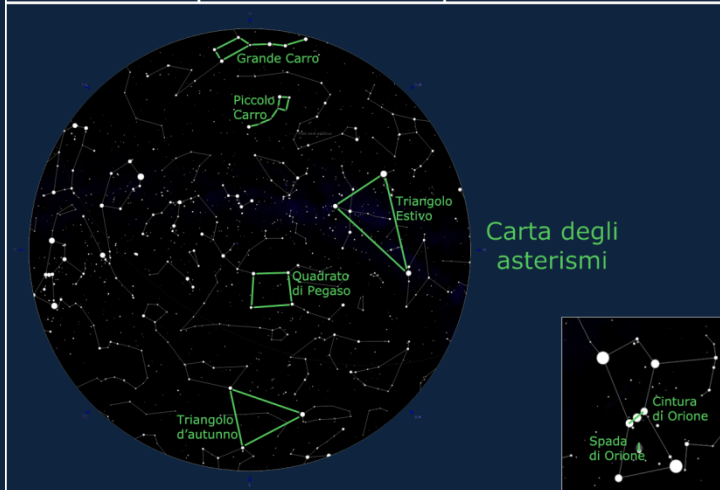 Grande Carro
Piccolo
Carro
Triangolo
Estivo
Carta degli
asterismi
Quadrato
di Pegaso
Triangolo
d'autunno
Cintura
di Orione
Spada
di Orione